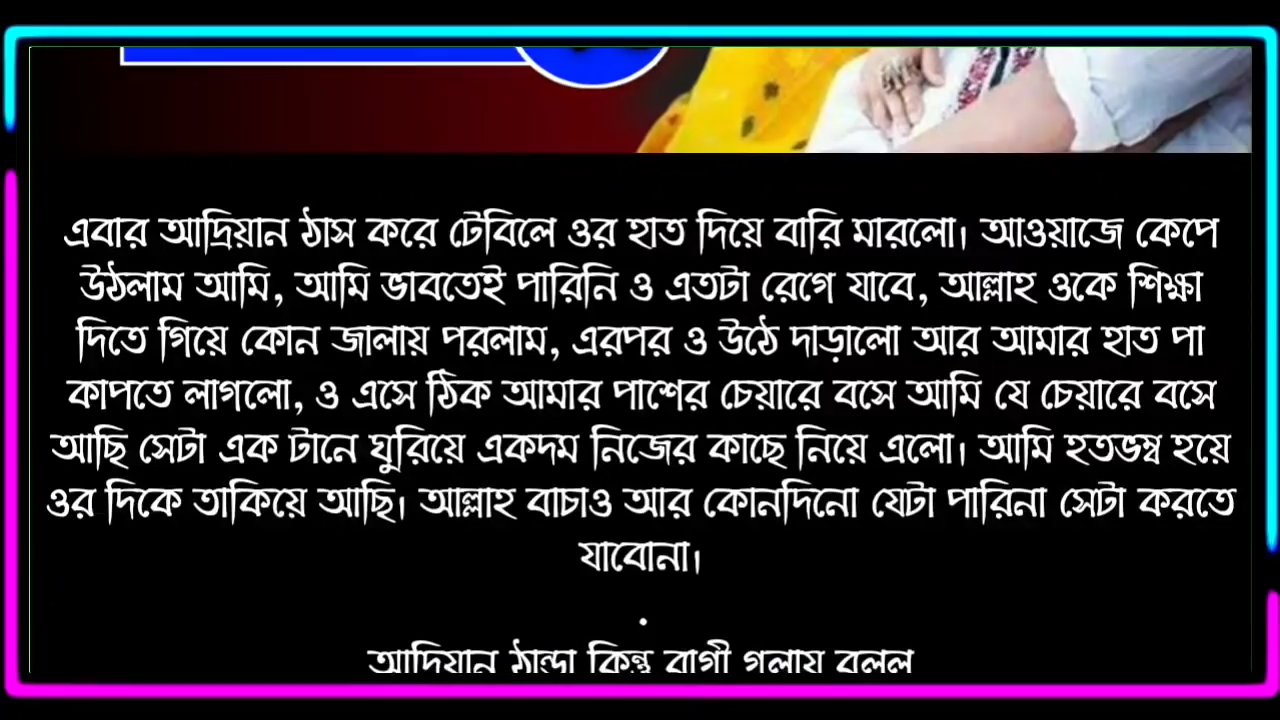 এবার আদ্রিয়ান ঠাস করে টেবিলে ওর হাত দিয়ে বারি মারলো। আওয়াজে কেপে
উঠলাম আমি, আমি ভাবতেই পারিনি ও এতটা রেগে যাবে, আল্লাহ ওকে শিক্ষা
দিতে গিয়ে কোন জালায় পরলাম, এরপর ও উঠে দাড়ালো আর আমার হাত পা
কাপতে লাগলো, ও এসে ঠিক আমার পাশের চেয়ারে বসে আমি যে চেয়ারে বসে
আছি সেটা এক টানে ঘুরিয়ে একদম নিজের কাছে নিয়ে এলো। আমি হতভম্ব হয়ে
ওর দিকে তাকিয়ে আছি। আল্লাহ বাচাও আর কোনদিনো যেটা পারিনা সেটা করতে
যাবোনা।
.
আদ্রিয়ান ঠান্ডা কিন্তু রাগী গলায় বলল